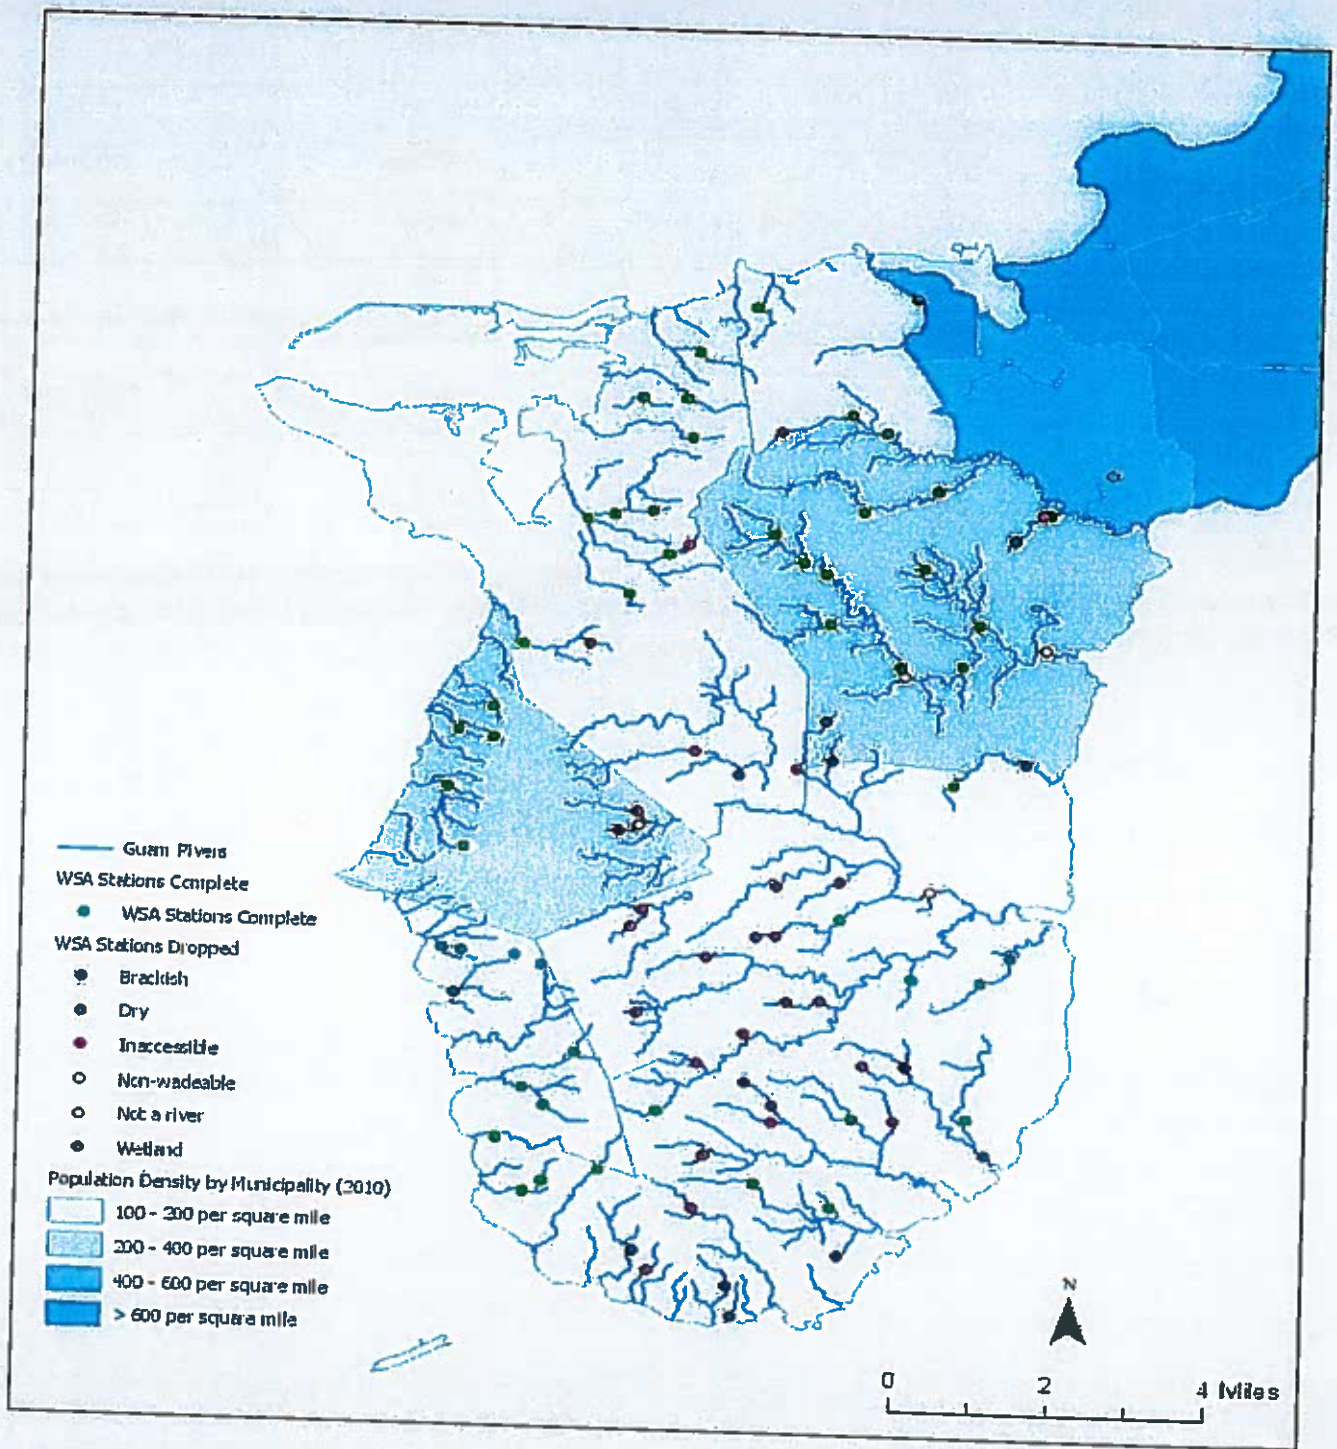 Guam Rivers
WSA Stations Complete
WSA Stations Complete
WSA Stations Dropped
Brackish
Dry
Inaccessible
Non-wadeable
Not a river
Wetland
Population Density by Municipality (2010)
100 - 200 per square mile
200 - 400 per square mile
400 - 600 per square mile
> 600 per square mile
N
0 2 4 Miles